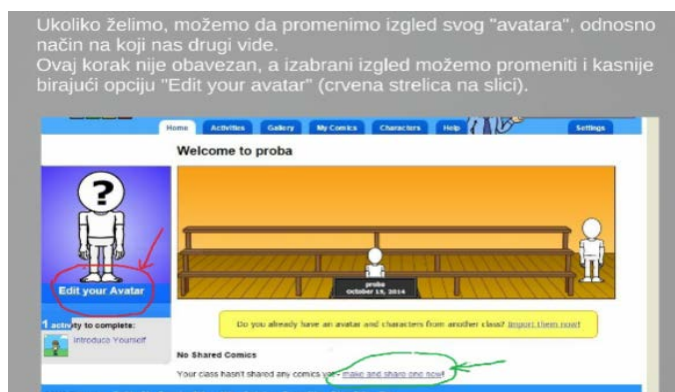 Ukoliko želimo, možemo da promenimo izgled svog "avatara", odnosno
način na koji nas drugi vide.
Ovaj korak nije obavezan, a izabrani izgled možemo promeniti i kasnije
birajući opciju "Edit your avatar" (crvena strelica na slici).
Home Activities Gallery My Comics Characters Help Settings
Welcome to proba
?
Edit your Avatar
proba
October 19, 2014
1 activity to complete:
Introduce Yourself
Do you already have an avatar and characters from another class? Import them now!
No Shared Comics
Your class hasn't shared any comics yet - make and share one now!